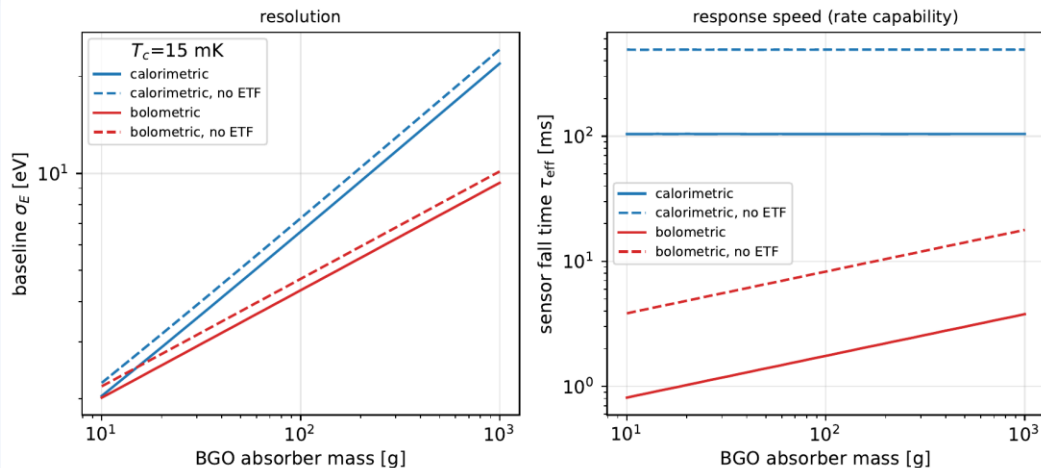 resolution
T_c=15 mK
calorimetric
calorimetric, no ETF
bolometric
bolometric, no ETF
baseline σ_E [eV]
10^1
10^1
10^2
10^3
BGO absorber mass [g]
response speed (rate capability)
sensor fall time τ_eff [ms]
10^2
10^1
10^0
calorimetric
calorimetric, no ETF
bolometric
bolometric, no ETF
10^1
10^2
10^3
BGO absorber mass [g]